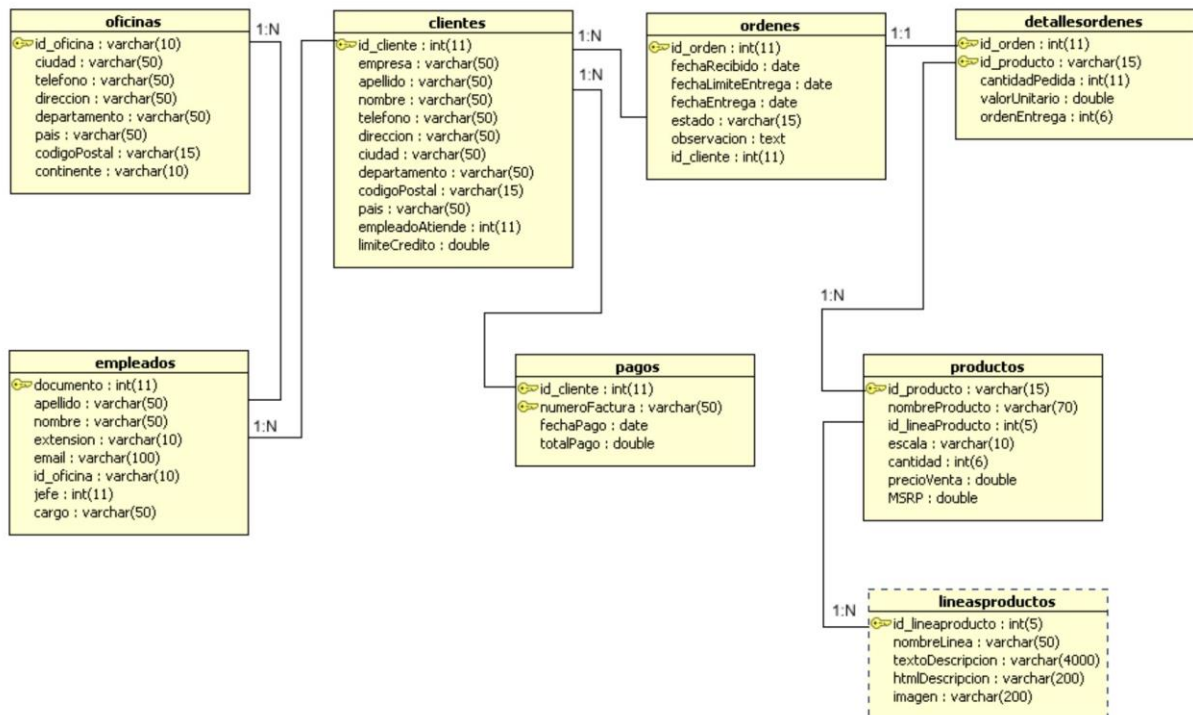 oficinas
id_oficina : varchar(10)
ciudad : varchar(50)
telefono : varchar(50)
direccion : varchar(50)
departamento : varchar(50)
pais : varchar(50)
codigoPostal : varchar(15)
continente : varchar(10)
1:N
clientes
id_cliente : int(11)
empresa : varchar(50)
apellido : varchar(50)
nombre : varchar(50)
telefono : varchar(50)
direccion : varchar(50)
ciudad : varchar(50)
departamento : varchar(50)
codigoPostal : varchar(15)
pais : varchar(50)
empleadoAtiende : int(11)
limiteCredito : double
1:N
1:N
ordenes
id_orden : int(11)
fechaRecibido : date
fechaLimiteEntrega : date
fechaEntrega : date
estado : varchar(15)
observacion : text
id_cliente : int(11)
1:1
detallesordenes
id_orden : int(11)
id_producto : varchar(15)
cantidadPedida : int(11)
valorUnitario : double
ordenEntrega : int(6)
1:N
empleados
documento : int(11)
apellido : varchar(50)
nombre : varchar(50)
extension : varchar(10)
email : varchar(100)
id_oficina : varchar(10)
jefe : int(11)
cargo : varchar(50)
1:N
pagos
id_cliente : int(11)
numeroFactura : varchar(50)
fechaPago : date
totalPago : double
productos
id_producto : varchar(15)
nombreProducto : varchar(70)
id_lineaProducto : int(5)
escala : varchar(10)
cantidad : int(6)
precioVenta : double
MSRP : double
1:N
lineasproductos
id_lineaproducto : int(5)
nombreLinea : varchar(50)
textoDescripcion : varchar(4000)
htmlDescripcion : varchar(200)
imagen : varchar(200)